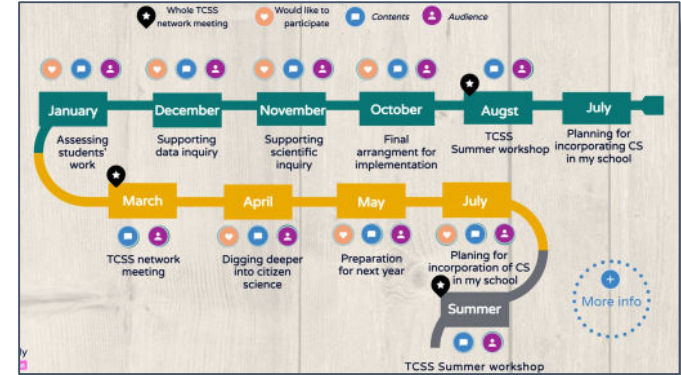 Whole TCSS
network meeting
Would like to
participate
Contents
Audience
January
December
November
October
Augst
July
Assessing
students'
work
Supporting
data inquiry
Supporting
scientific
inquiry
Final
arrangment for
implementation
TCSS
Summer workshop
Planning for
incorporating CS
in my school
March
April
May
July
TCSS network
meeting
Digging deeper
into citizen
science
Preparation
for next year
Planing for
incorporation of CS
in my school
More info
Summer
TCSS Summer workshop
ly